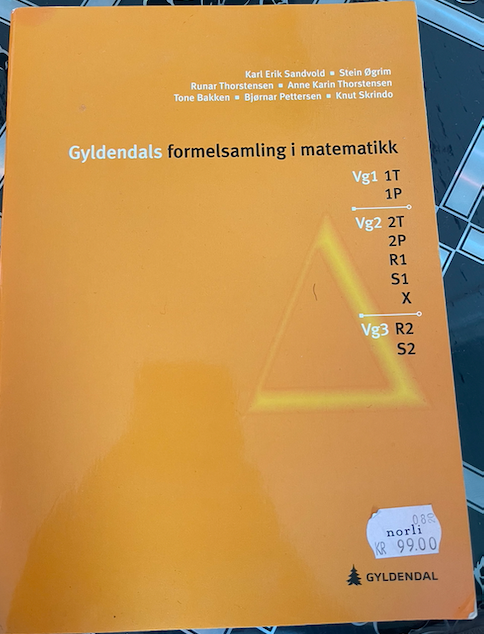 Karl Erik Sandvold ▪ Stein Øgrim
Runar Thorstensen ▪ Anne Karin Thorstensen
Tone Bakken ▪ Bjørnar Pettersen ▪ Knut Skrindo
Gyldendals formelsamling i matematikk
Vg1 1T
1P
Vg2 2T
2P
R1
S1
X
Vg3 R2
S2
norli
KR 99.00
GYLDENDAL